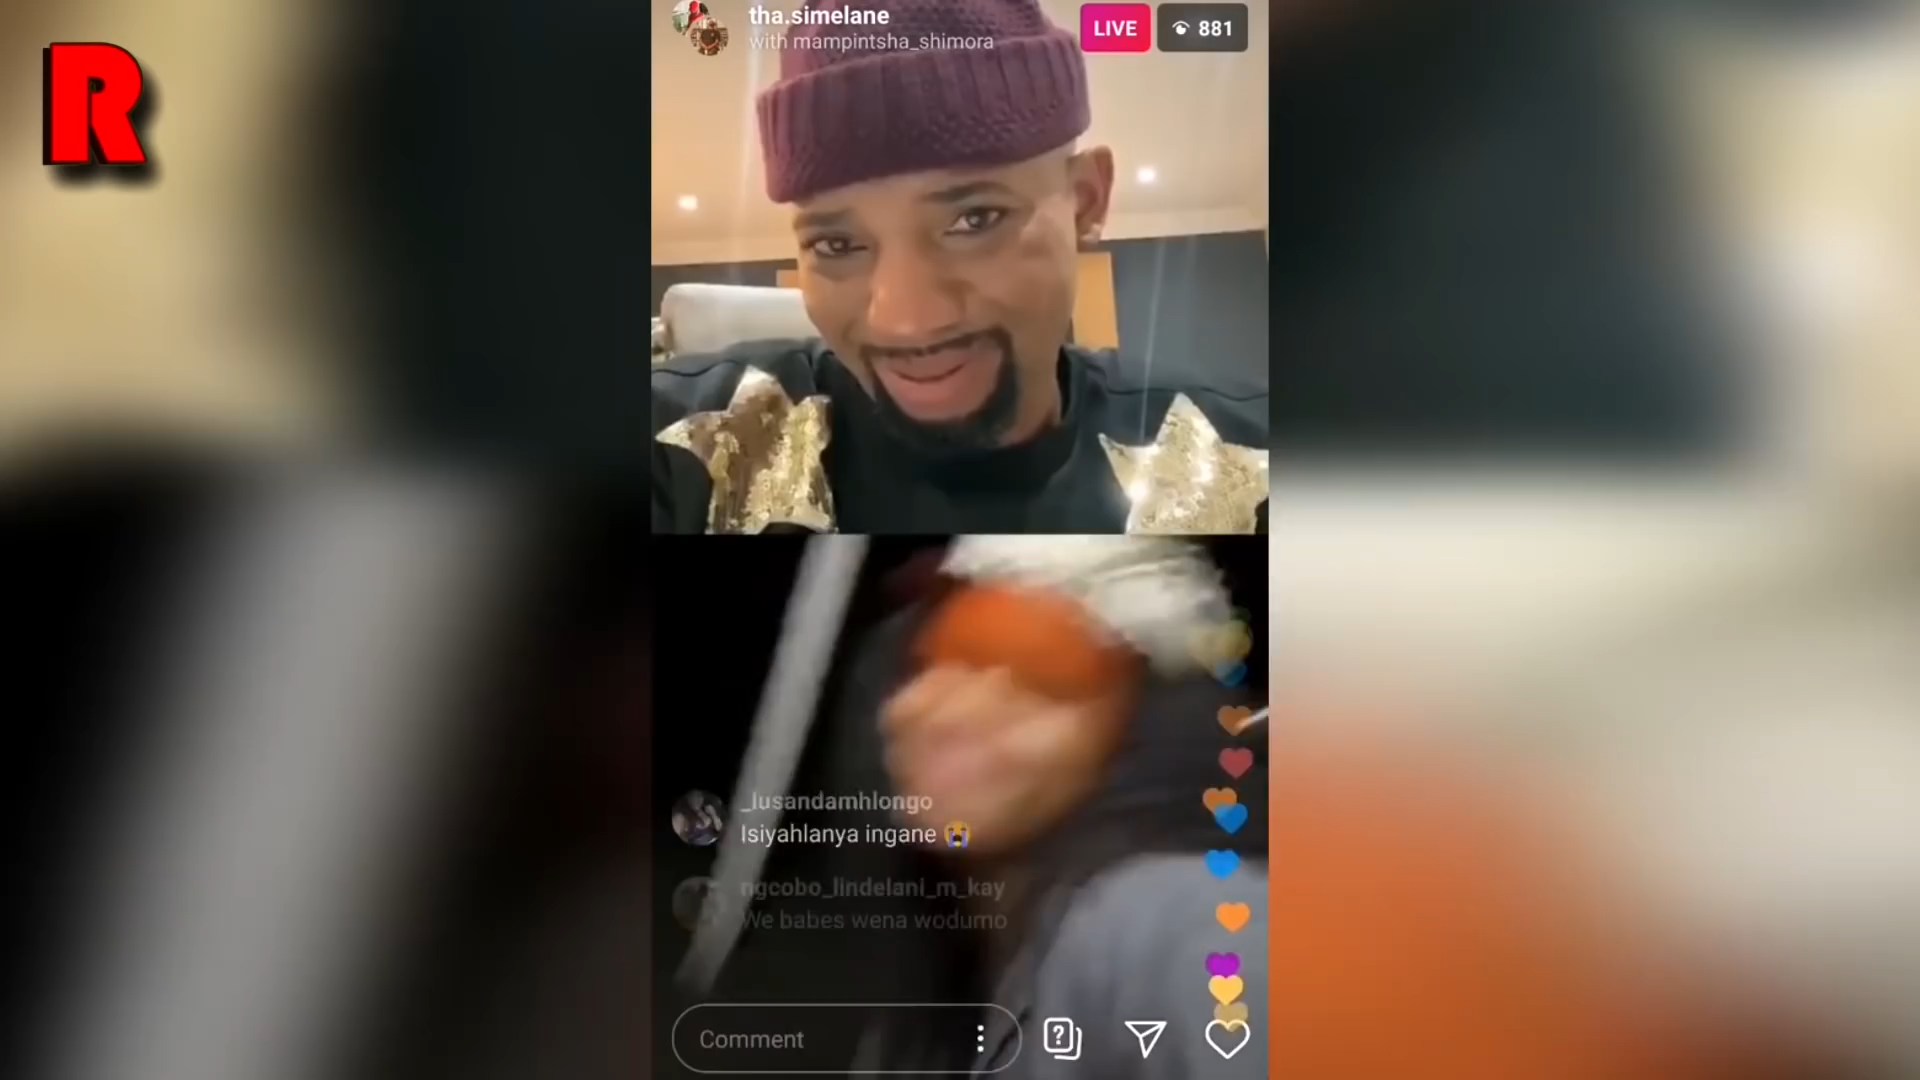 R
tha.simelane
with mampintsha_shimora
LIVE
881
_lusandamhlongo
Isiyahlanya ingane 😭
ngcobo_lindelani_m_kay
We babes wena wodumo
Comment